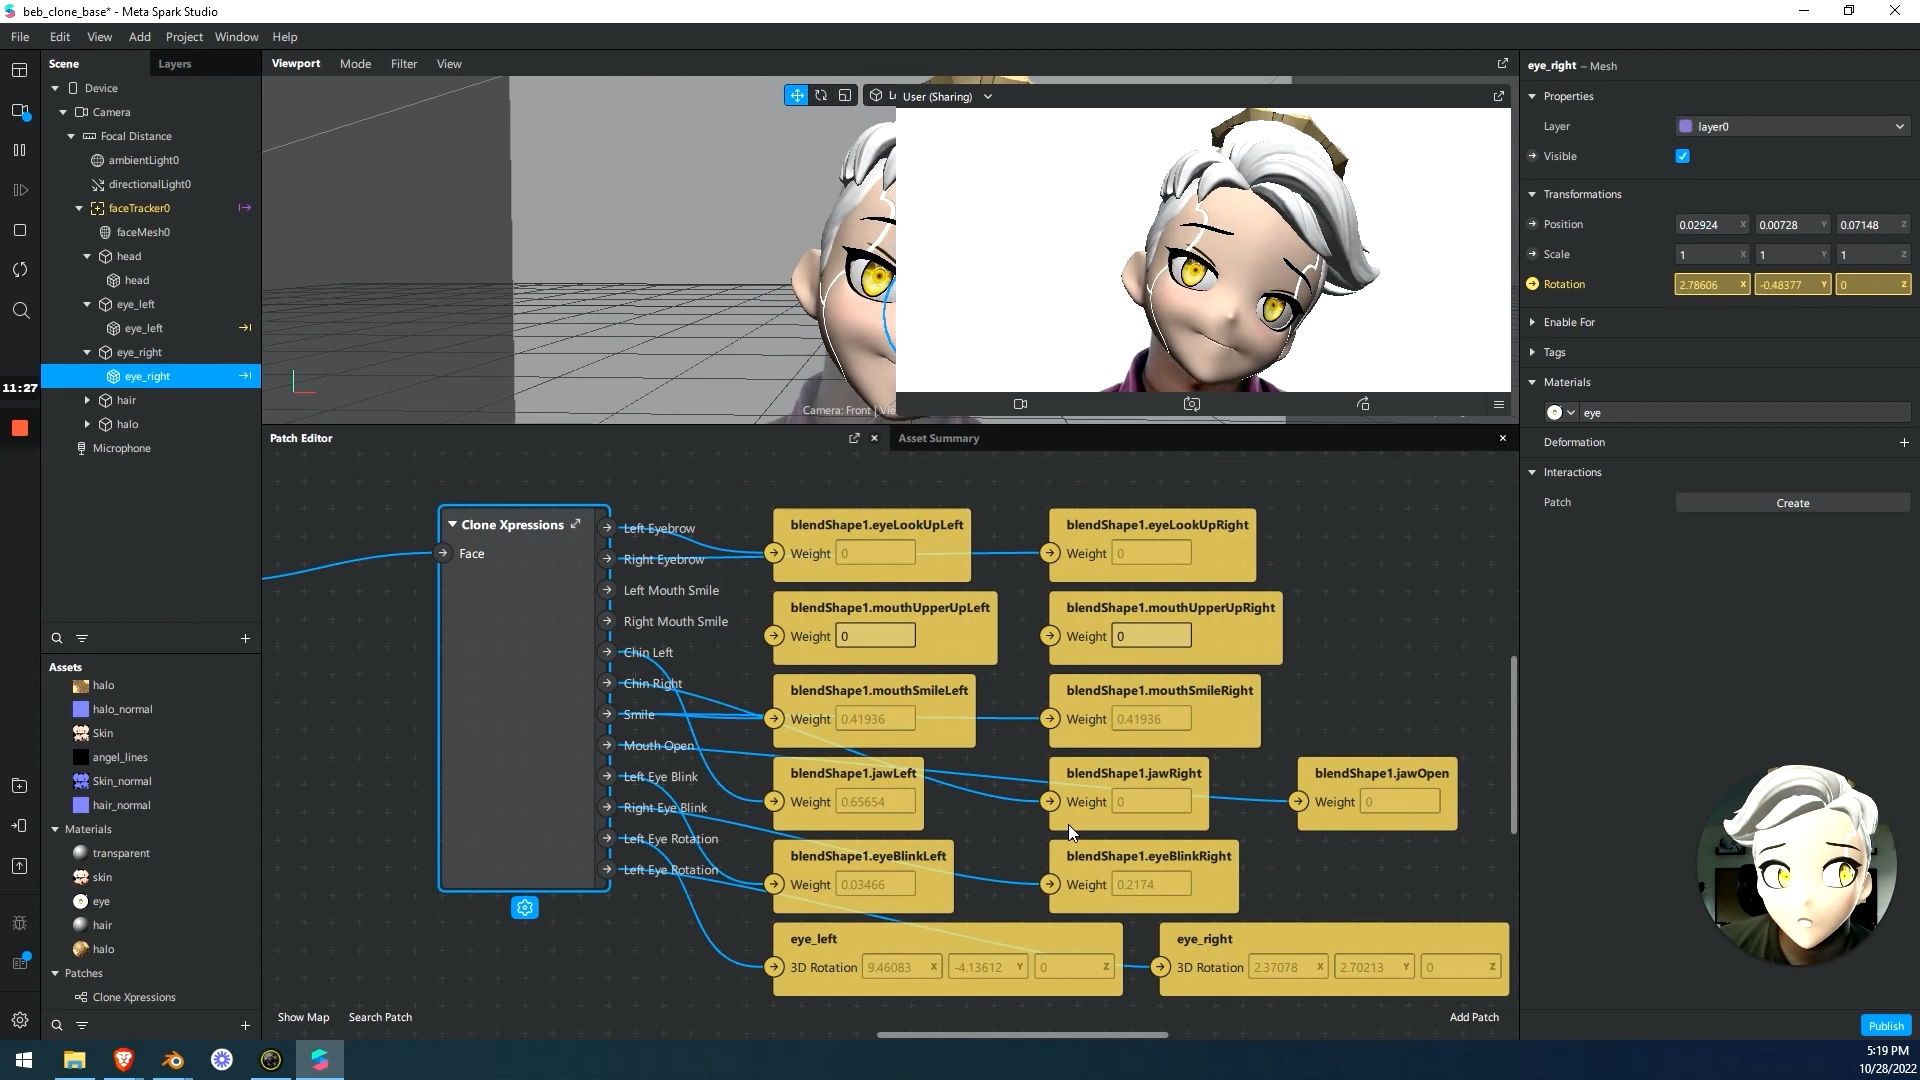 beb_clone_base* - Meta Spark Studio
File Edit View Add Project Window Help
Scene Layers
Device
Camera
Focal Distance
ambientLight0
directionalLight0
faceTracker0
faceMesh0
head
head
eye_left
eye_left
eye_right
eye_right
hair
halo
Microphone
11:27
Assets
halo
halo_normal
Skin
angel_lines
Skin_normal
hair_normal
Materials
transparent
skin
eye
hair
halo
Patches
Clone Xpressions
Viewport Mode Filter View
User (Sharing)
Camera: Front | Vie
Patch Editor
Asset Summary
Clone Xpressions
Face
Left Eyebrow
Right Eyebrow
Left Mouth Smile
Right Mouth Smile
Chin Left
Chin Right
Smile
Mouth Open
Left Eye Blink
Right Eye Blink
Left Eye Rotation
Left Eye Rotation
blendShape1.eyeLookUpLeft
Weight 0
blendShape1.eyeLookUpRight
Weight 0
blendShape1.mouthUpperUpLeft
Weight 0
blendShape1.mouthUpperUpRight
Weight 0
blendShape1.mouthSmileLeft
Weight 0.41936
blendShape1.mouthSmileRight
Weight 0.41936
blendShape1.jawLeft
Weight 0.65654
blendShape1.jawRight
Weight 0
blendShape1.jawOpen
Weight 0
blendShape1.eyeBlinkLeft
Weight 0.03466
blendShape1.eyeBlinkRight
Weight 0.2174
eye_left
3D Rotation 9.46083 X -4.13612 Y 0 Z
eye_right
3D Rotation 2.37078 X 2.70213 Y 0 Z
Show Map Search Patch
Add Patch
eye_right – Mesh
Properties
Layer layer0
Visible
Transformations
Position 0.02924 X 0.00728 Y 0.07148 Z
Scale 1 X 1 Y 1 Z
Rotation 2.78606 X -0.48377 Y 0 Z
Enable For
Tags
Materials
eye
Deformation
Interactions
Patch Create
Publish
5:19 PM
10/28/2022